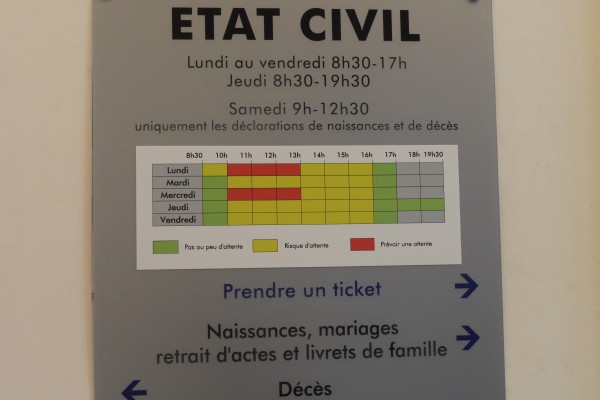 ETAT CIVIL
Lundi au vendredi 8h30-17h
Jeudi 8h30-19h30
Samedi 9h-12h30
uniquement les déclarations de naissances et de décès
8h30 10h 11h 12h 13h 14h 15h 16h 17h 18h 19h30
Lundi
Mardi
Mercredi
Jeudi
Vendredi
Pas ou peu d'attente Risque d'attente Prévoir une attente
Prendre un ticket
Naissances, mariages
retrait d'actes et livrets de famille
Décès